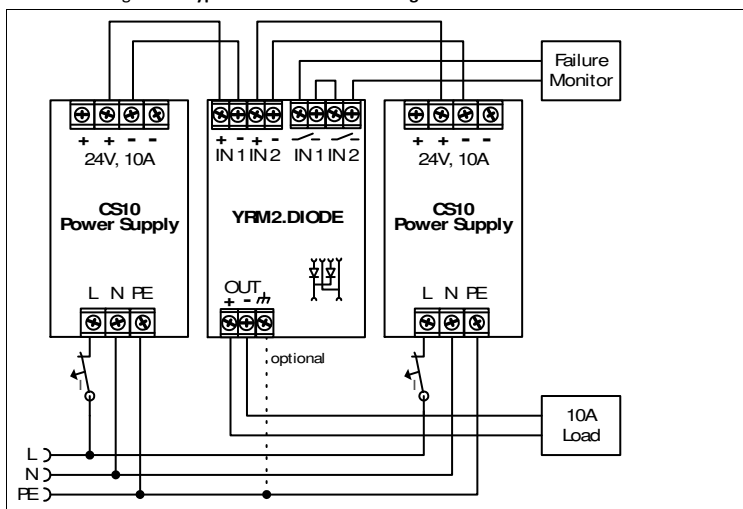 Failure
Monitor
+ + - -
24V, 10A
CS10
Power Supply
L N PE
+ - + -
IN 1 IN 2 IN 1 IN 2
YRM2.DIODE
OUT
+ -
optional
+ + - -
24V, 10A
CS10
Power Supply
L N PE
I
I
10A
Load
L
N
PE